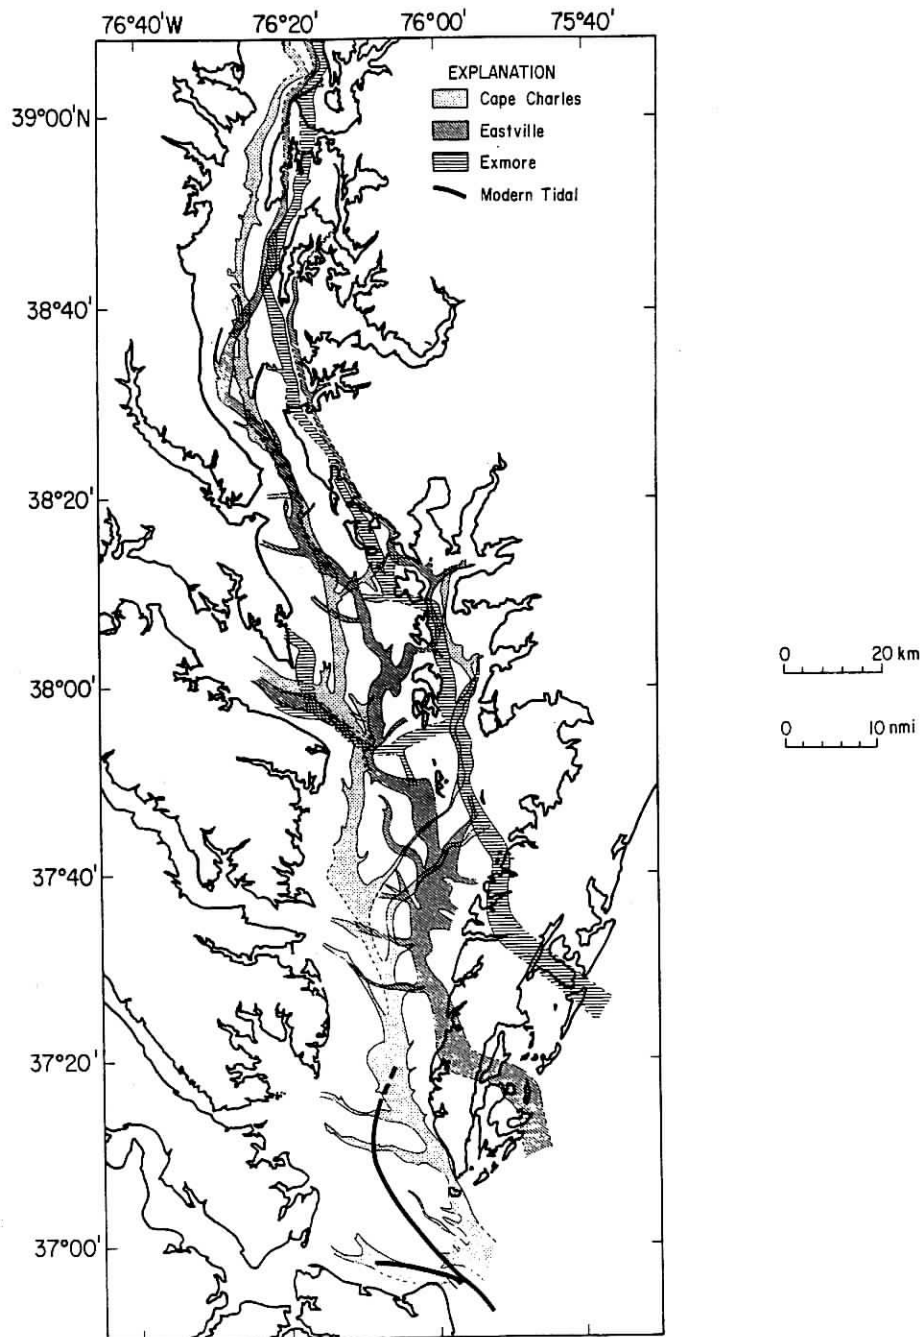 76°40'W 76°20' 76°00' 75°40'
EXPLANATION
Cape Charles
Eastville
Exmore
Modern Tidal
39°00'N
38°40'
38°20'
38°00'
37°40'
37°20'
37°00'
0 20 km
0 10 nmi